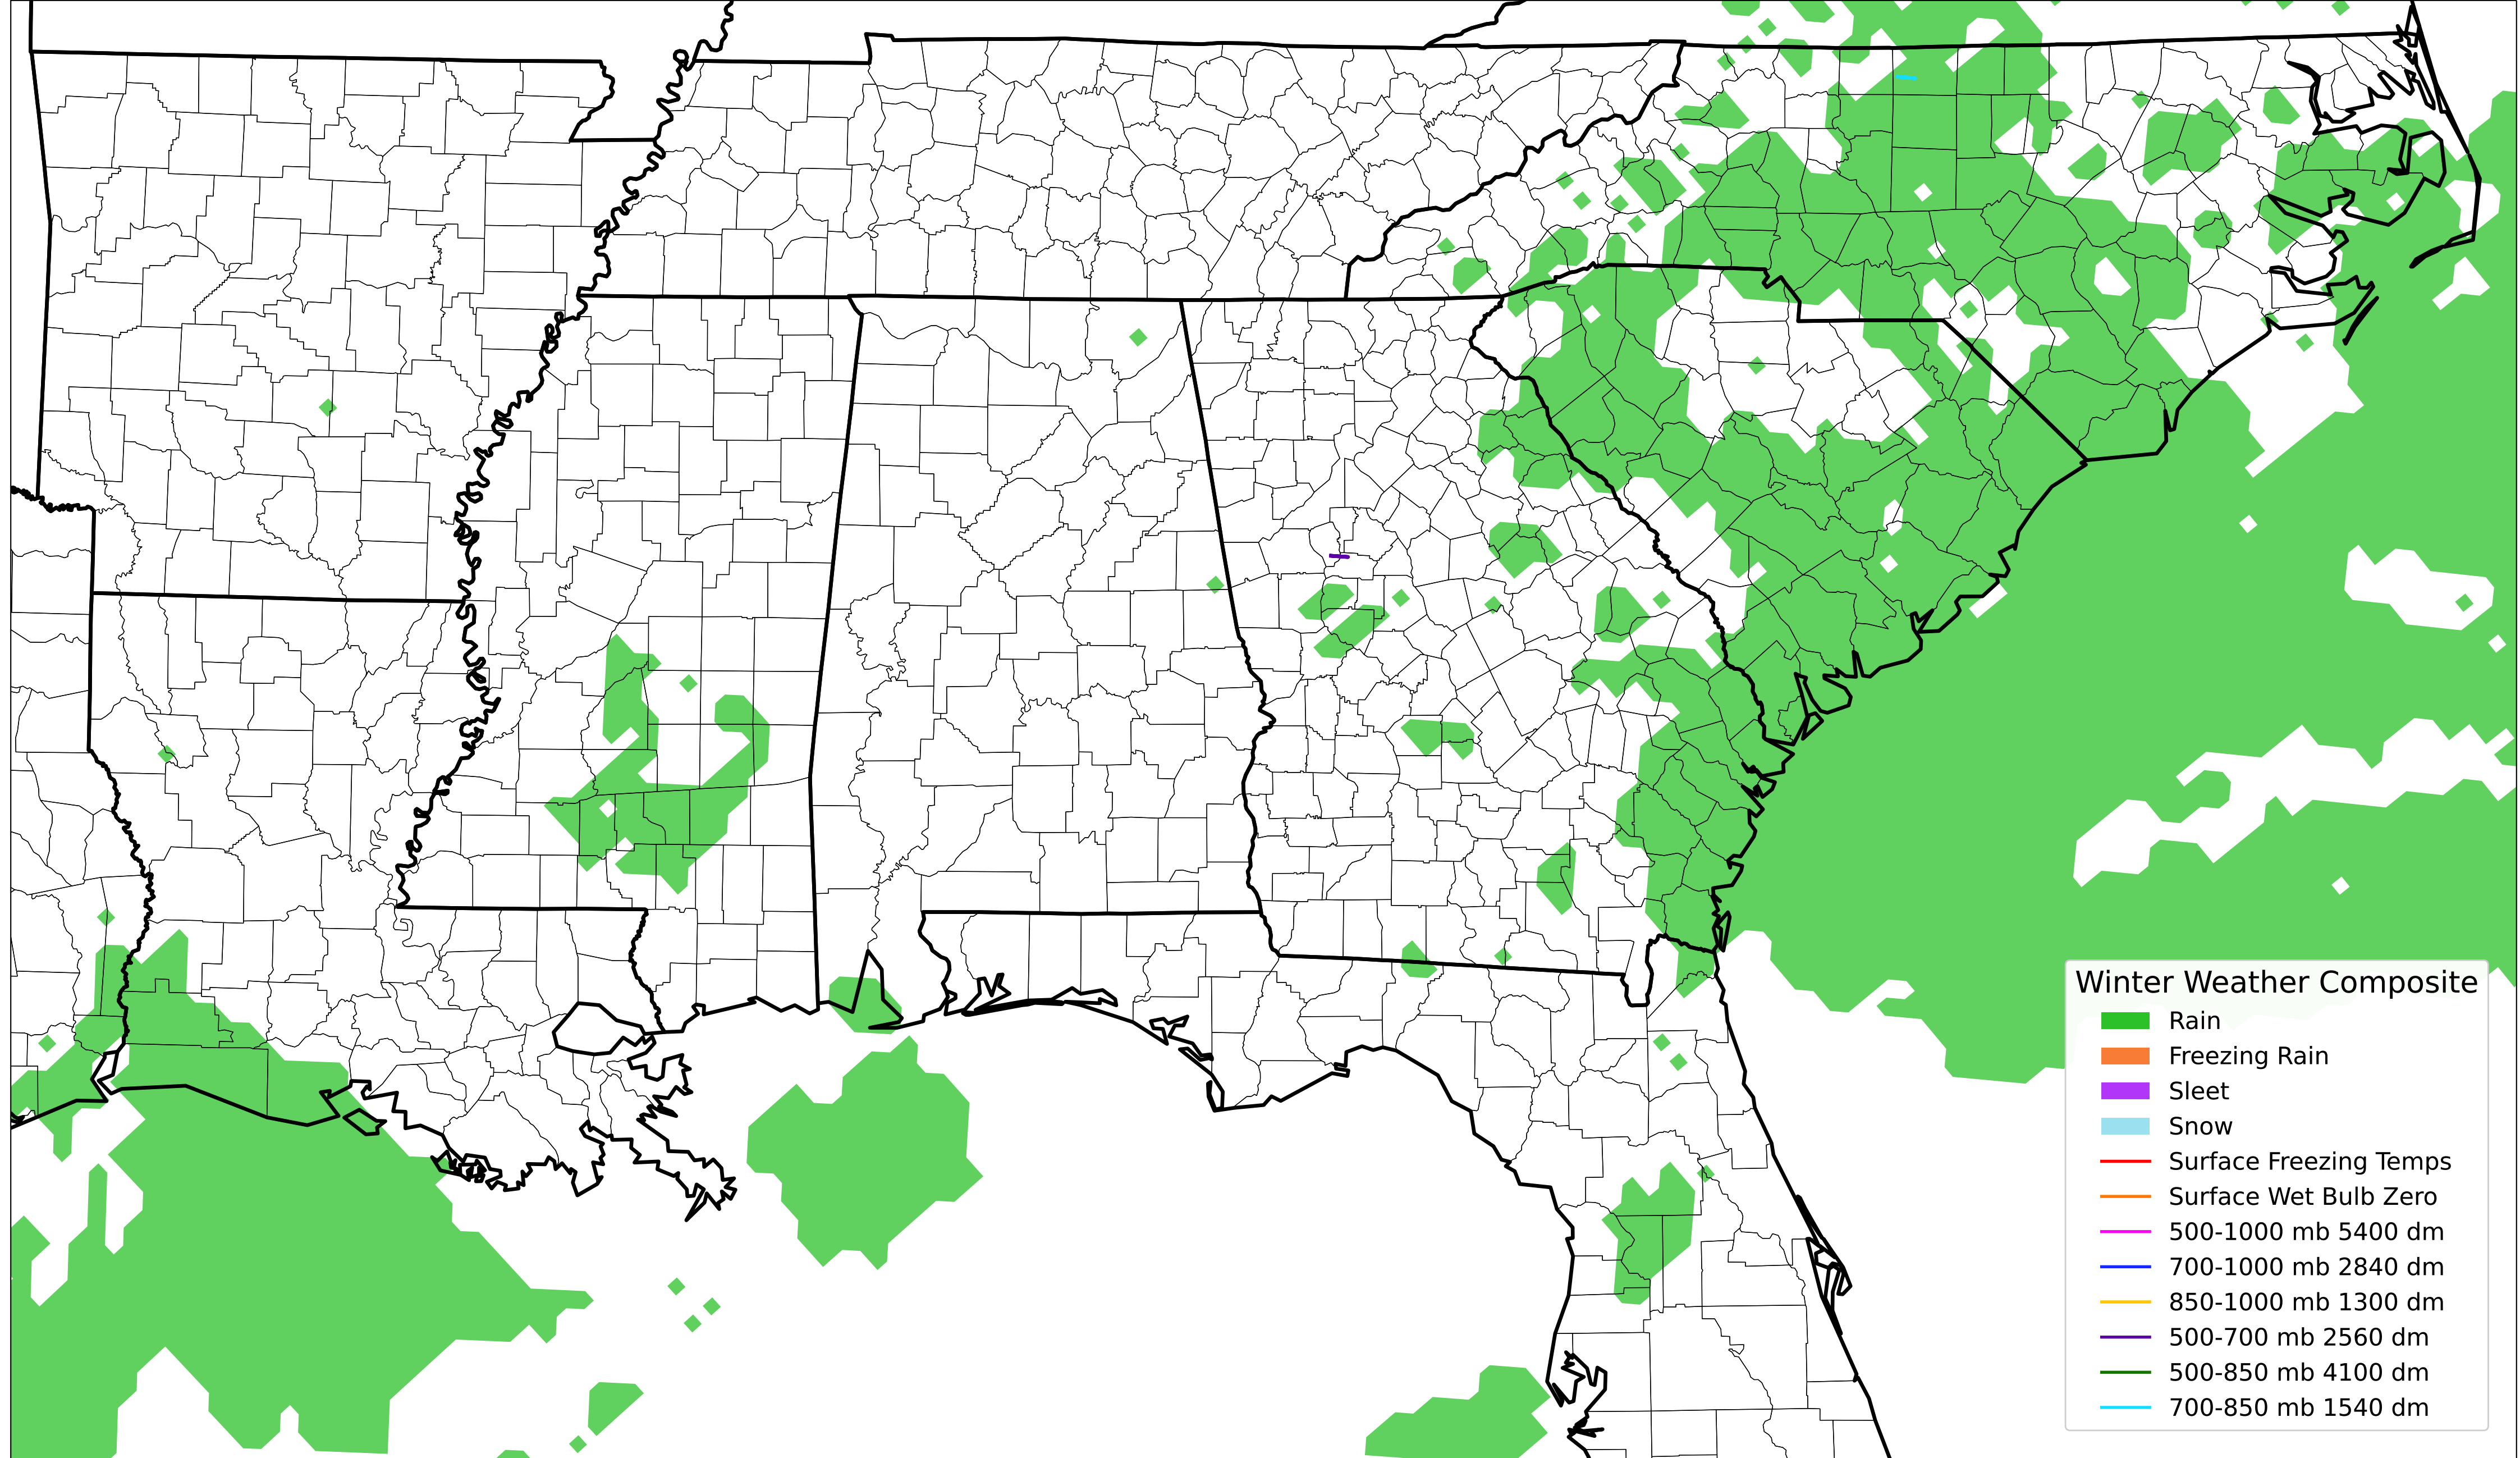 Winter Weather Composite
Rain
Freezing Rain
Sleet
Snow
Surface Freezing Temps
Surface Wet Bulb Zero
500-1000 mb 5400 dm
700-1000 mb 2840 dm
850-1000 mb 1300 dm
500-700 mb 2560 dm
500-850 mb 4100 dm
700-850 mb 1540 dm